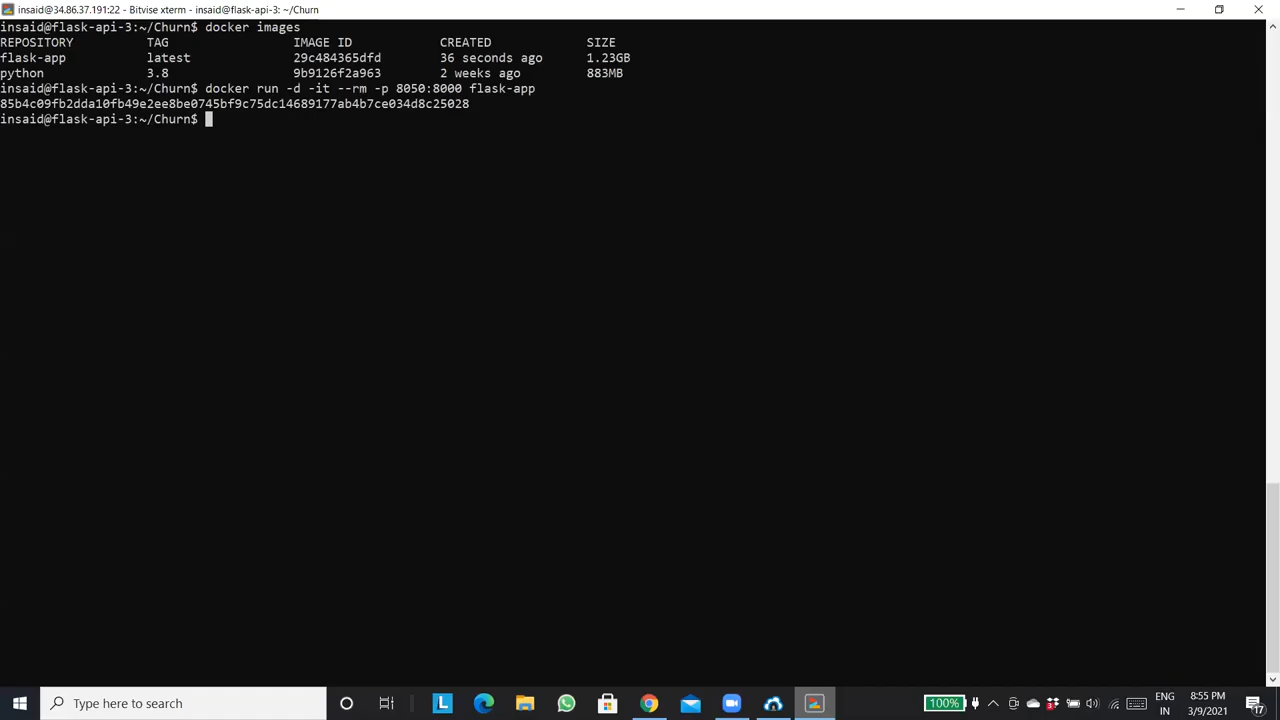 insaid@34.86.37.191:22 - Bitvise xterm - insaid@flask-api-3: ~/Churn
insaid@flask-api-3:~/Churn$ docker images
REPOSITORY TAG IMAGE ID CREATED SIZE
flask-app latest 29c484365dfd 36 seconds ago 1.23GB
python 3.8 9b9126f2a963 2 weeks ago 883MB
insaid@flask-api-3:~/Churn$ docker run -d -it --rm -p 8050:8000 flask-app
85b4c09fb2dda10fb49e2ee8be0745bf9c75dc14689177ab4b7ce034d8c25028
insaid@flask-api-3:~/Churn$
Type here to search
L
100%
3
ENG
IN
8:55 PM
3/9/2021
17